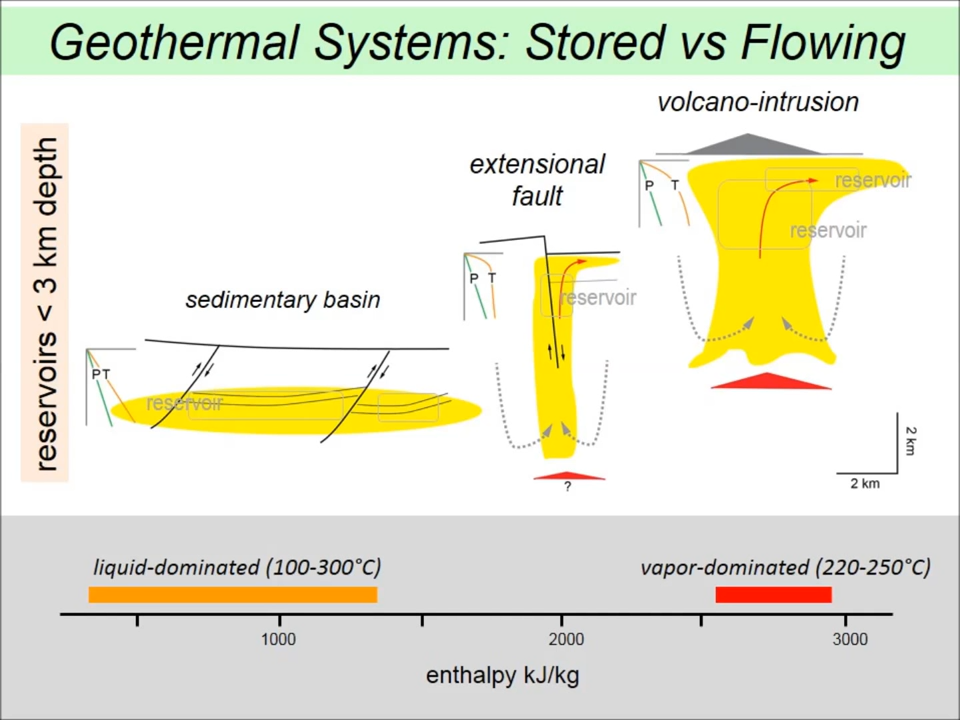 Geothermal Systems: Stored vs Flowing
reservoirs < 3 km depth
volcano-intrusion
P T
reservoir
reservoir
extensional
fault
P T
reservoir
?
sedimentary basin
PT
reservoir
2 km
2 km
liquid-dominated (100-300°C)
vapor-dominated (220-250°C)
1000 2000 3000
enthalpy kJ/kg